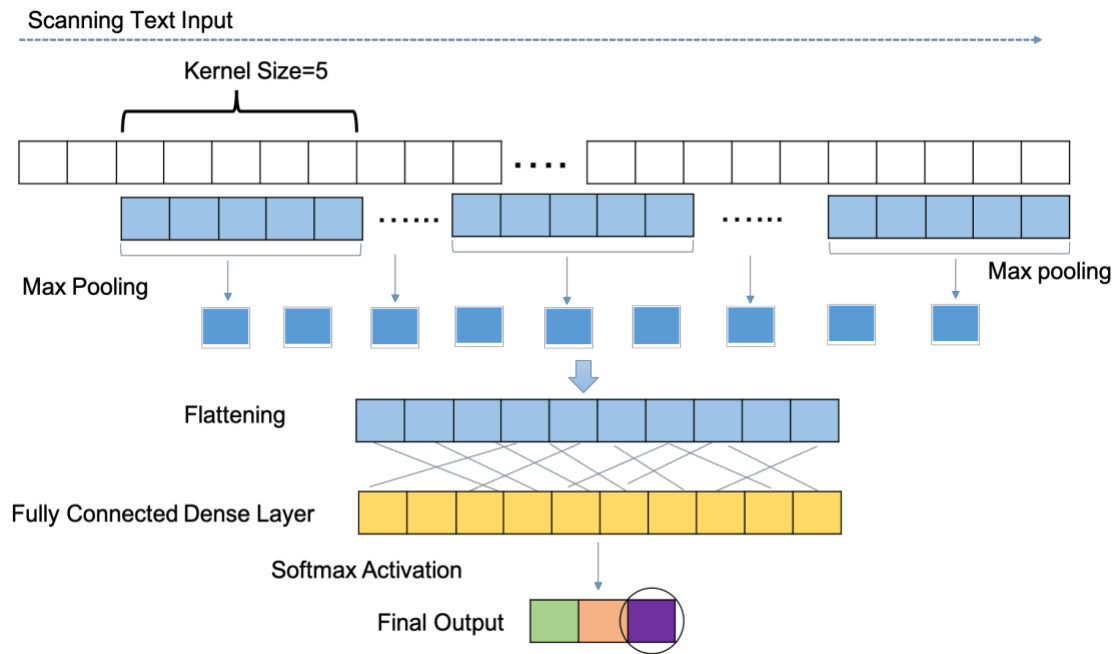 Scanning Text Input
Kernel Size=5
Max Pooling
Max pooling
Flattening
Fully Connected Dense Layer
Softmax Activation
Final Output